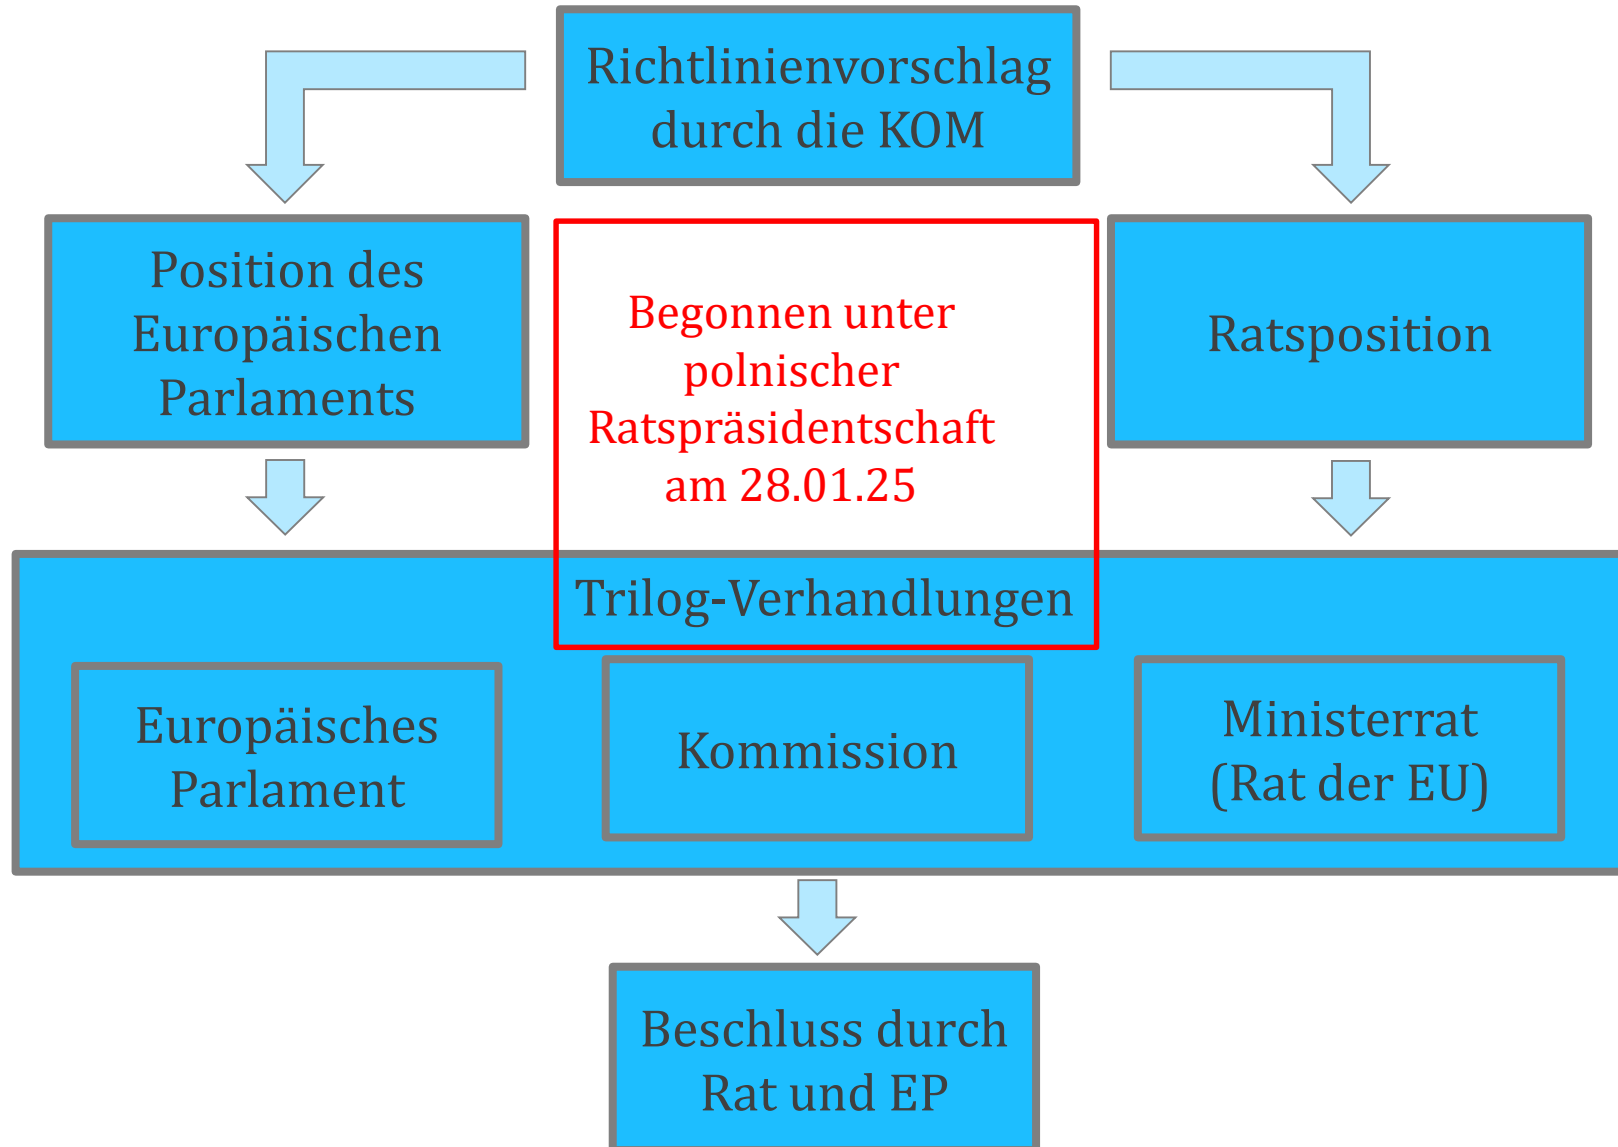 Richtlinienvorschlag
durch die KOM
Position des
Europäischen
Parlaments
Begonnen unter
polnischer
Ratspräsidentschaft
am 28.01.25
Ratsposition
Trilog-Verhandlungen
Europäisches
Parlament
Kommission
Ministerrat
(Rat der EU)
Beschluss durch
Rat und EP